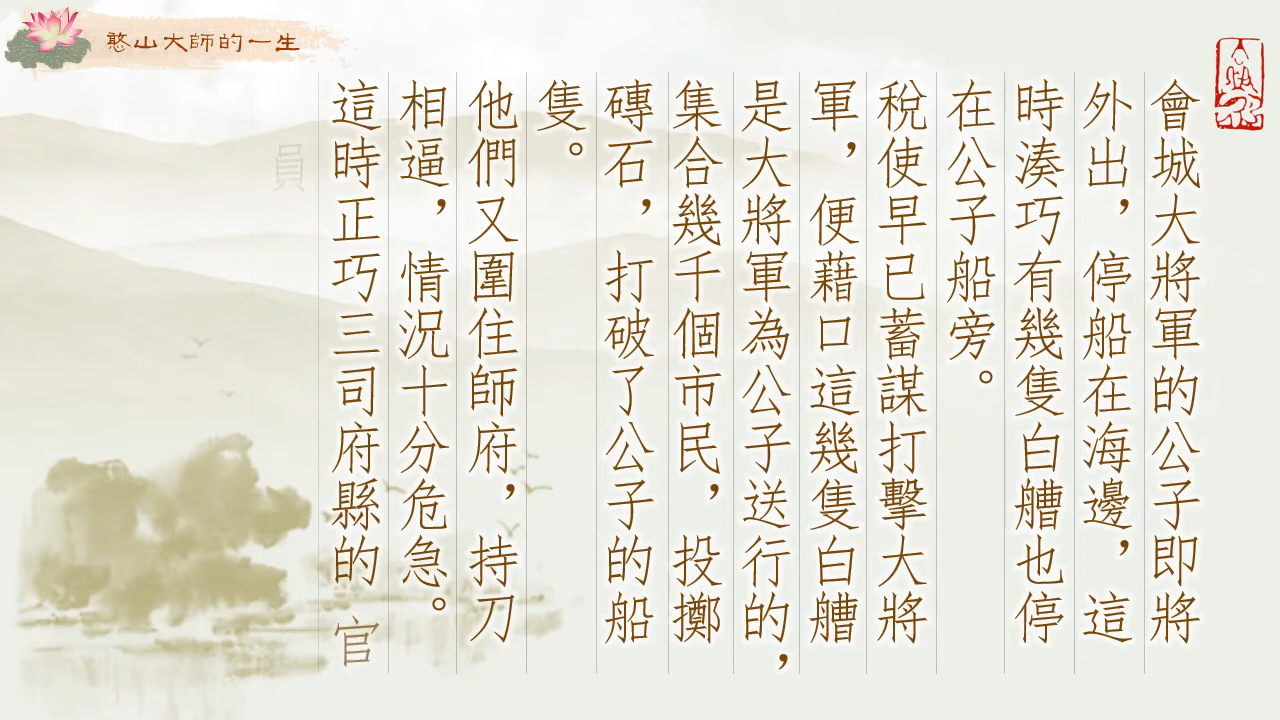 憨山大師的一生
會城大將軍的公子即將
外出，停船在海邊，這
時湊巧有幾隻白艚也停
在公子船旁。
稅使早已蓄謀打擊大將
軍，便藉口這幾隻白艚
是大將軍為公子送行的，
集合幾千個市民，投擲
磚石，打破了公子的船
隻。
他們又圍住師府，持刀
相逼，情況十分危急。
這時正巧三司府縣的官
員